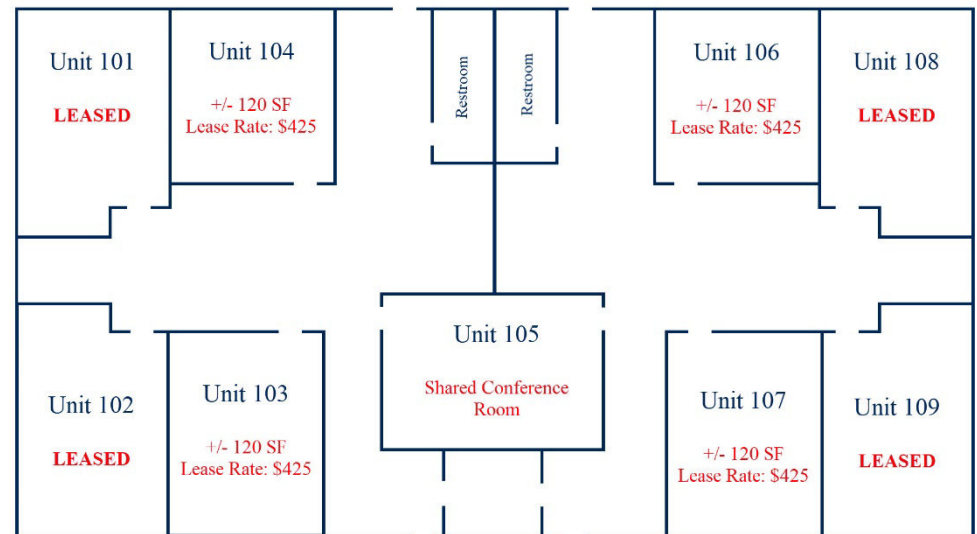 Unit 101
LEASED
Unit 104
+/- 120 SF
Lease Rate: $425
Restroom
Restroom
Unit 106
+/- 120 SF
Lease Rate: $425
Unit 108
LEASED
Unit 102
LEASED
Unit 103
+/- 120 SF
Lease Rate: $425
Unit 105
Shared Conference
Room
Unit 107
+/- 120 SF
Lease Rate: $425
Unit 109
LEASED